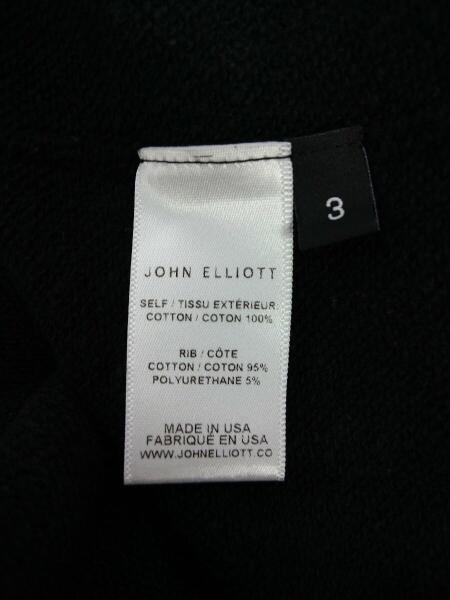 3
JOHN ELLIOTT
SELF / TISSU EXTÉRIEUR:
COTTON / COTON 100%
RIB / CÔTE
COTTON / COTON 95%
POLYURETHANE 5%
MADE IN USA
FABRIQUÉ EN USA
WWW.JOHNELLIOTT.CO